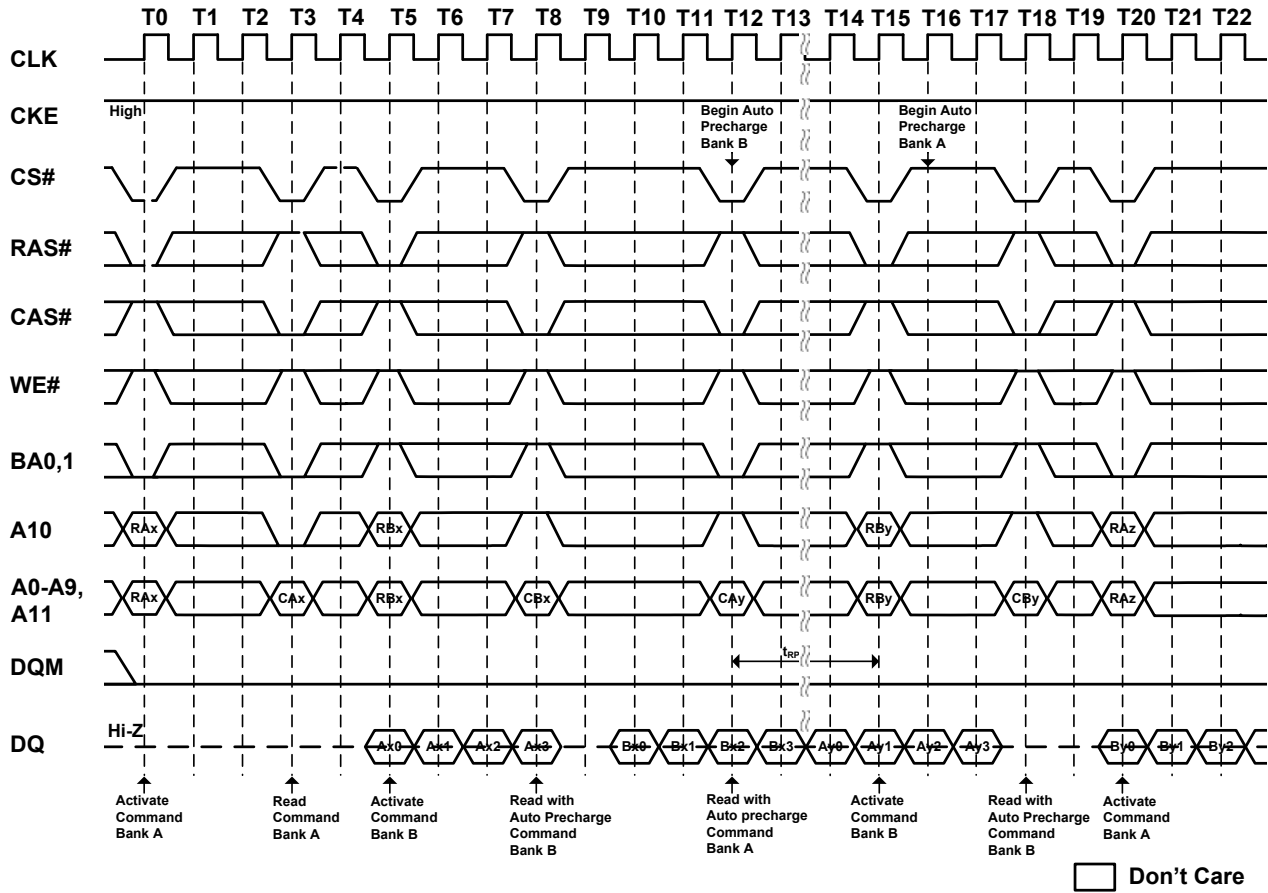 T0 T1 T2 T3 T4 T5 T6 T7 T8 T9 T10 T11 T12 T13 T14 T15 T16 T17 T18 T19 T20 T21 T22
CLK
CKE
High
Begin Auto
Precharge
Bank B
Begin Auto
Precharge
Bank A
CS#
RAS#
CAS#
WE#
BA0,1
A10
RAx RBx RBy RAz
A0-A9,
A11
RAx CAx RBx CBx CAy RBy CBy RAz
DQM
tRP
DQ
Hi-Z
Ax0 Ax1 Ax2 Ax3 Bx0 Bx1 Bx2 Bx3 Ay0 Ay1 Ay2 Ay3 By0 By1 By2
Activate
Command
Bank A
Read
Command
Bank A
Activate
Command
Bank B
Read with
Auto Precharge
Command
Bank B
Read with
Auto precharge
Command
Bank A
Activate
Command
Bank B
Read with
Auto Precharge
Command
Bank B
Activate
Command
Bank A
Don't Care